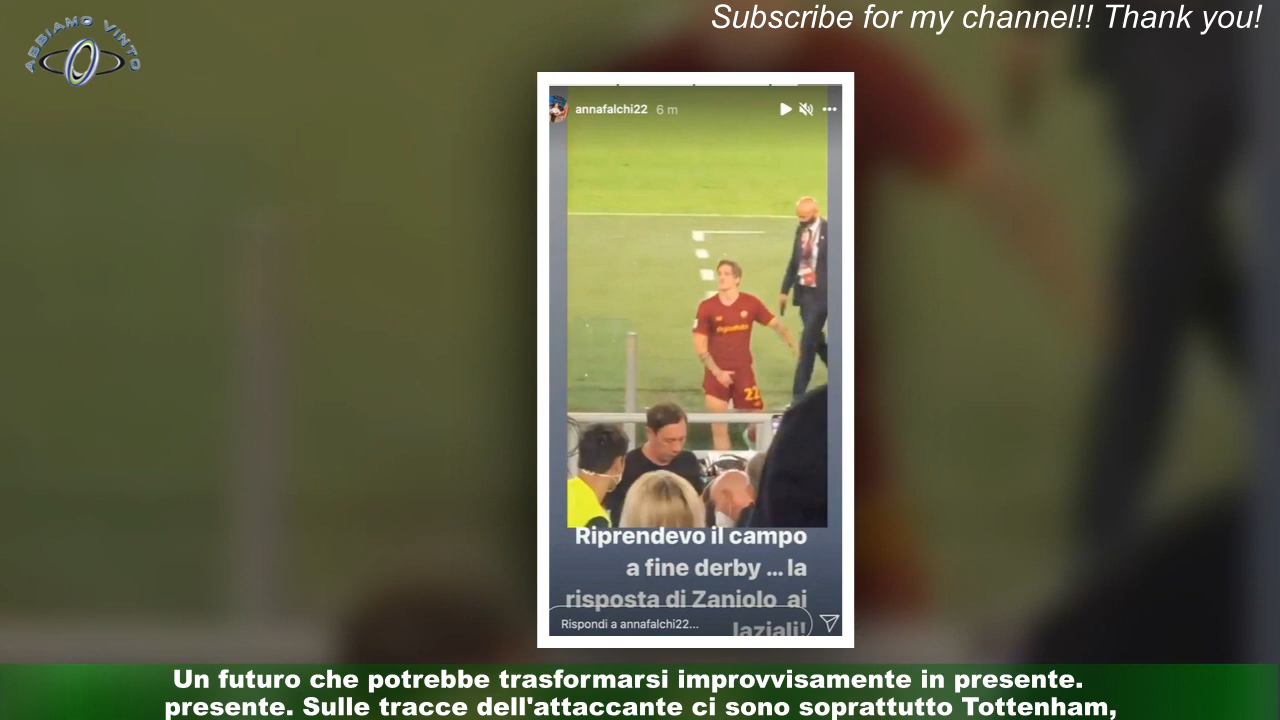 Subscribe for my channel!! Thank you!
ABBIAMO VINTO
annafalchi22 6 m
22
Riprendevo il campo
a fine derby ... la
risposta di Zaniolo ai
laziali!
Rispondi a annafalchi22...
Un futuro che potrebbe trasformarsi improvvisamente in presente.
presente. Sulle tracce dell'attaccante ci sono soprattutto Tottenham,